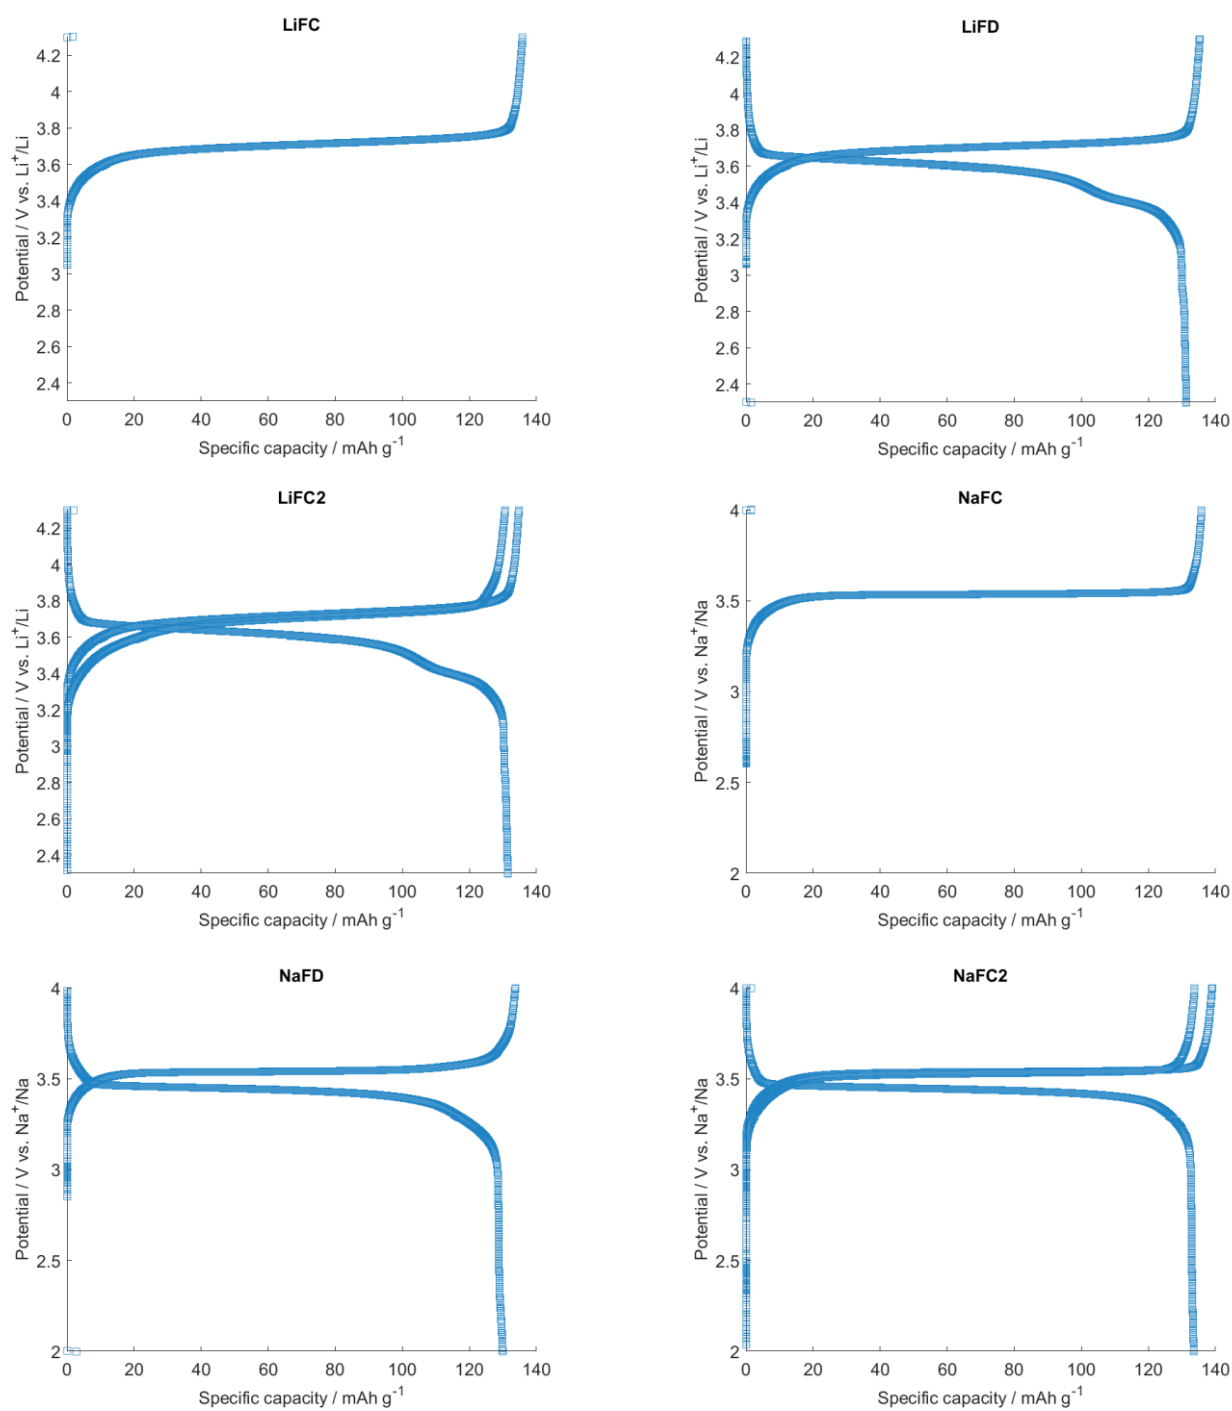 LiFC
4.2
4
3.8
3.6
3.4
3.2
3
2.8
2.6
2.4
Potential / V vs. Li⁺/Li
0 20 40 60 80 100 120 140
Specific capacity / mAh g⁻¹
LiFD
4.2
4
3.8
3.6
3.4
3.2
3
2.8
2.6
2.4
Potential / V vs. Li⁺/Li
0 20 40 60 80 100 120 140
Specific capacity / mAh g⁻¹
LiFC2
4.2
4
3.8
3.6
3.4
3.2
3
2.8
2.6
2.4
Potential / V vs. Li⁺/Li
0 20 40 60 80 100 120 140
Specific capacity / mAh g⁻¹
NaFC
4
3.5
3
2.5
2
Potential / V vs. Na⁺/Na
0 20 40 60 80 100 120 140
Specific capacity / mAh g⁻¹
NaFD
4
3.5
3
2.5
2
Potential / V vs. Na⁺/Na
0 20 40 60 80 100 120 140
Specific capacity / mAh g⁻¹
NaFC2
4
3.5
3
2.5
2
Potential / V vs. Na⁺/Na
0 20 40 60 80 100 120 140
Specific capacity / mAh g⁻¹